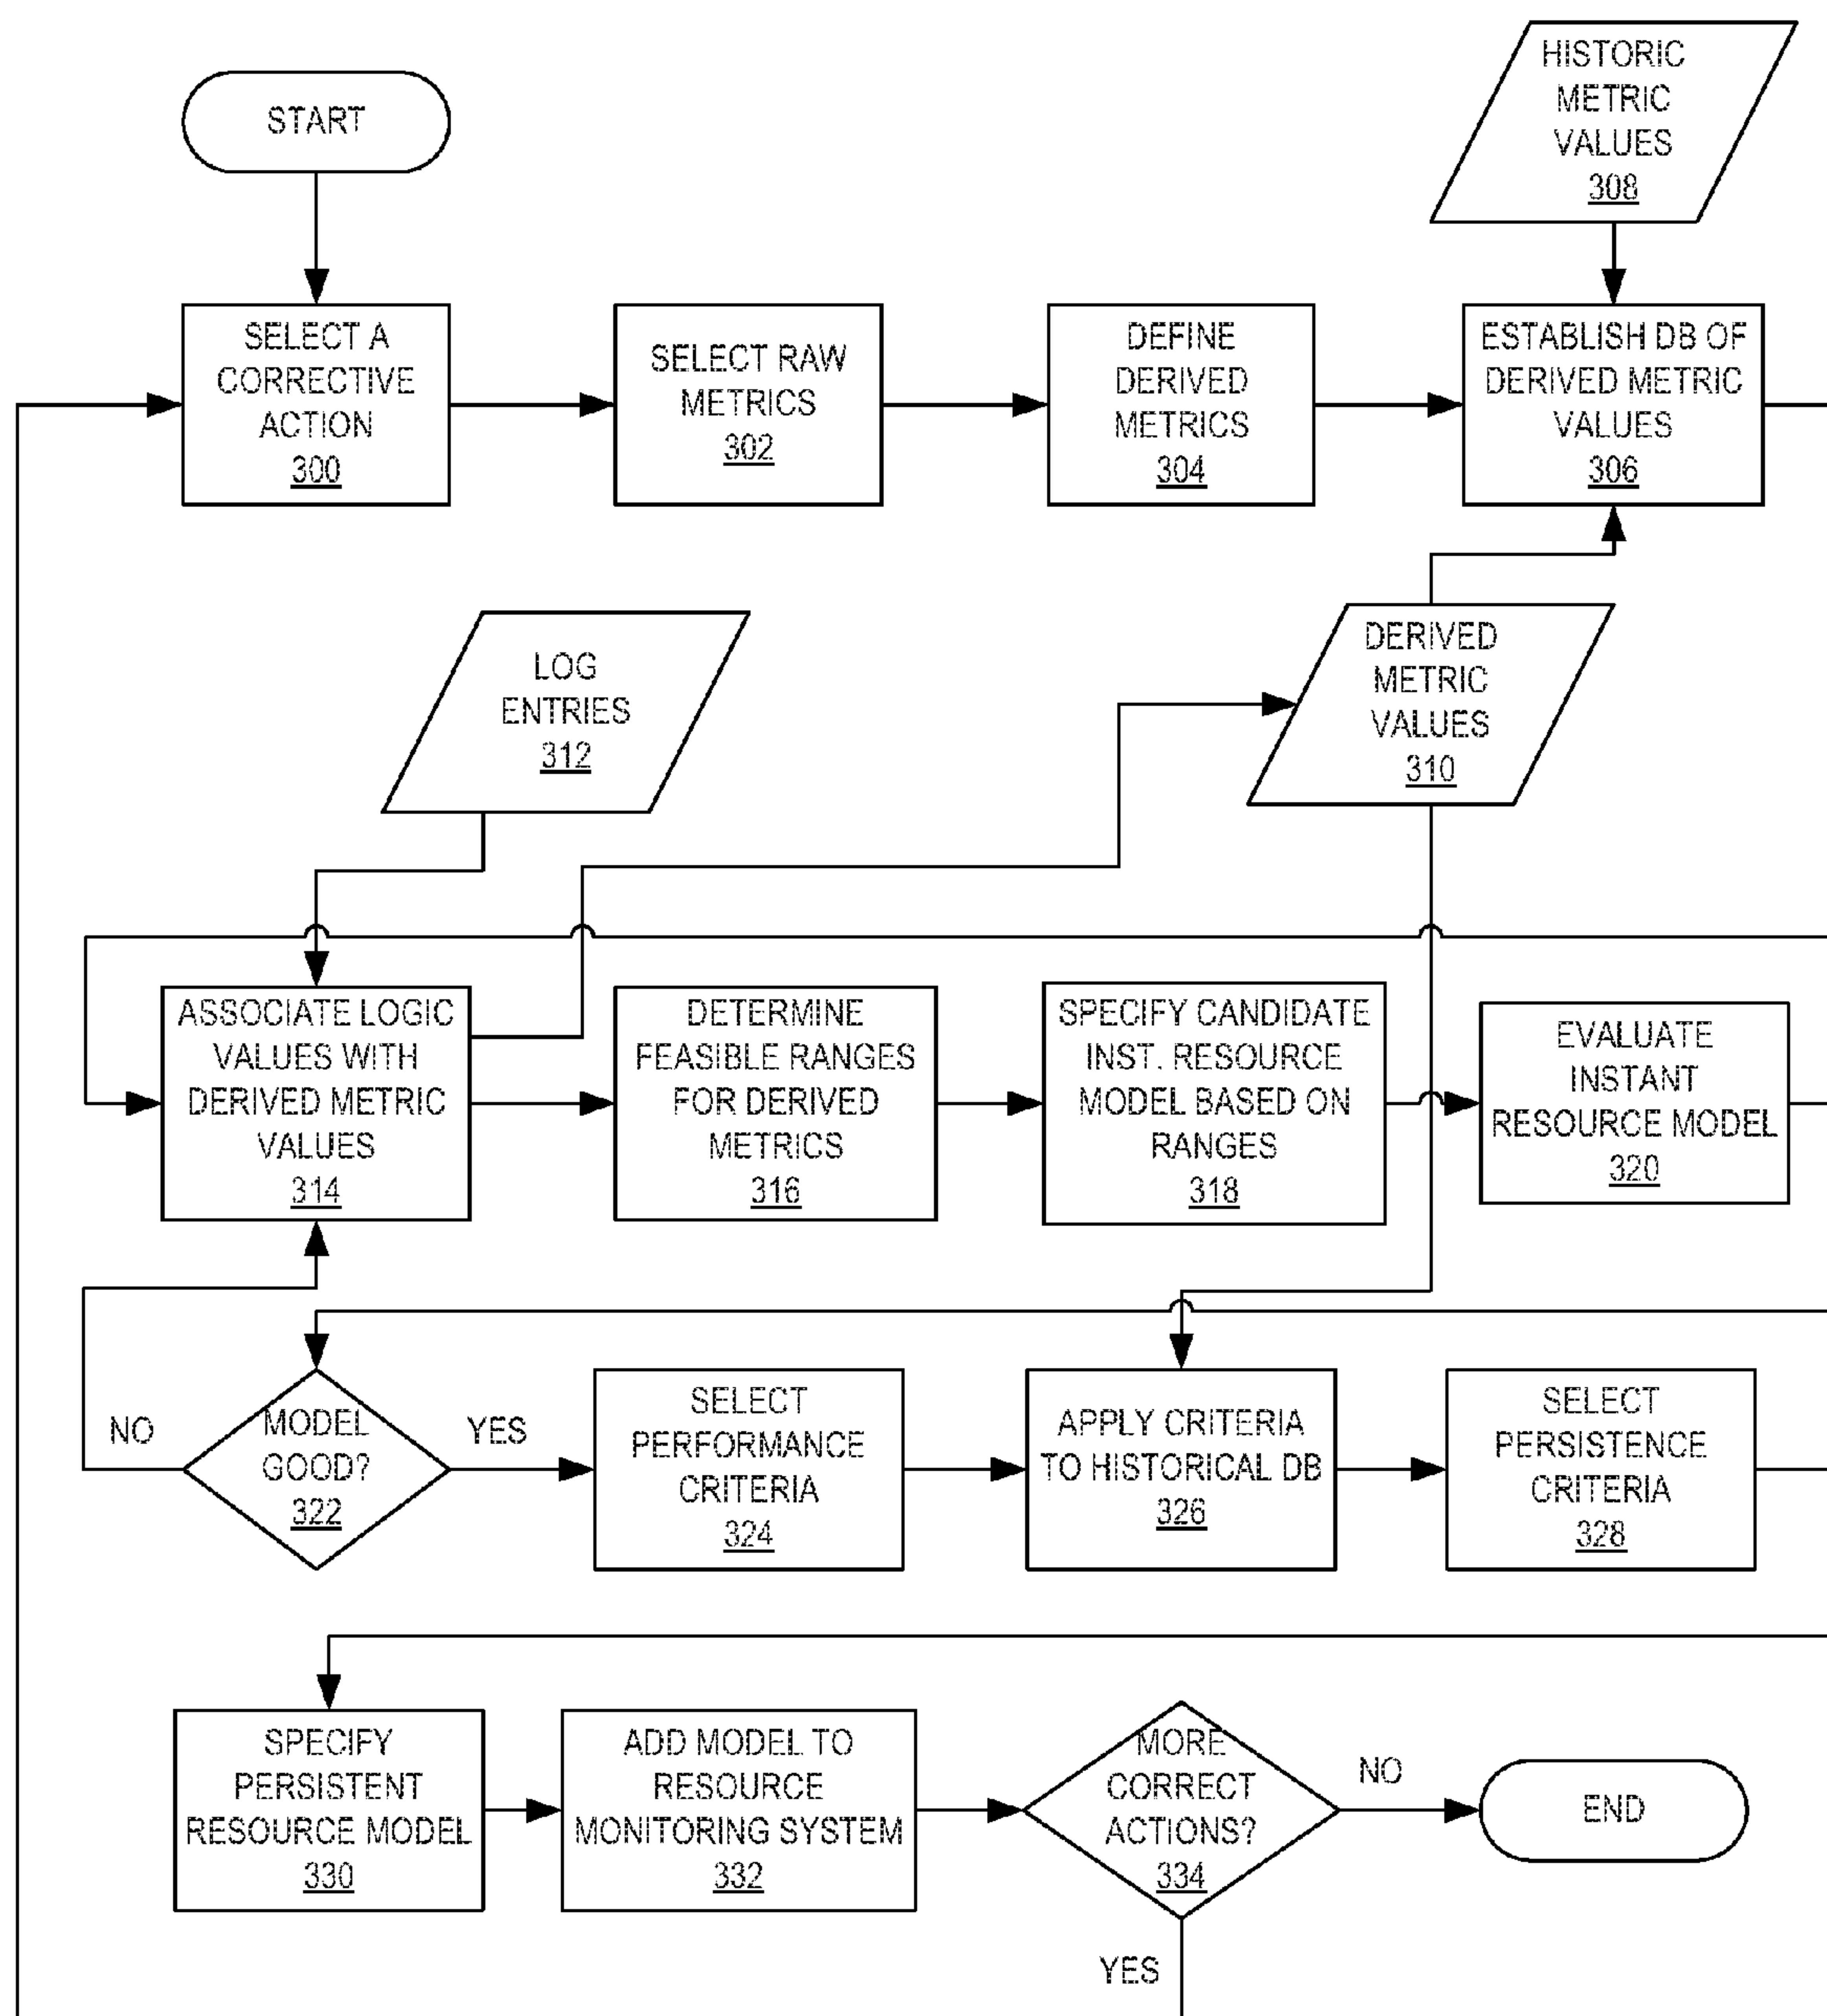 START
HISTORIC
METRIC
VALUES
308
SELECT A
CORRECTIVE
ACTION
300
SELECT RAW
METRICS
302
DEFINE
DERIVED
METRICS
304
ESTABLISH DB OF
DERIVED METRIC
VALUES
306
LOG
ENTRIES
312
DERIVED
METRIC
VALUES
310
ASSOCIATE LOGIC
VALUES WITH
DERIVED METRIC
VALUES
314
DETERMINE
FEASIBLE RANGES
FOR DERIVED
METRICS
316
SPECIFY CANDIDATE
INST. RESOURCE
MODEL BASED ON
RANGES
318
EVALUATE
INSTANT
RESOURCE MODEL
320
NO
MODEL
GOOD?
322
YES
SELECT
PERFORMANCE
CRITERIA
324
APPLY CRITERIA
TO HISTORICAL DB
326
SELECT
PERSISTENCE
CRITERIA
328
SPECIFY
PERSISTENT
RESOURCE MODEL
330
ADD MODEL TO
RESOURCE
MONITORING SYSTEM
332
MORE
CORRECT
ACTIONS?
334
NO
END
YES